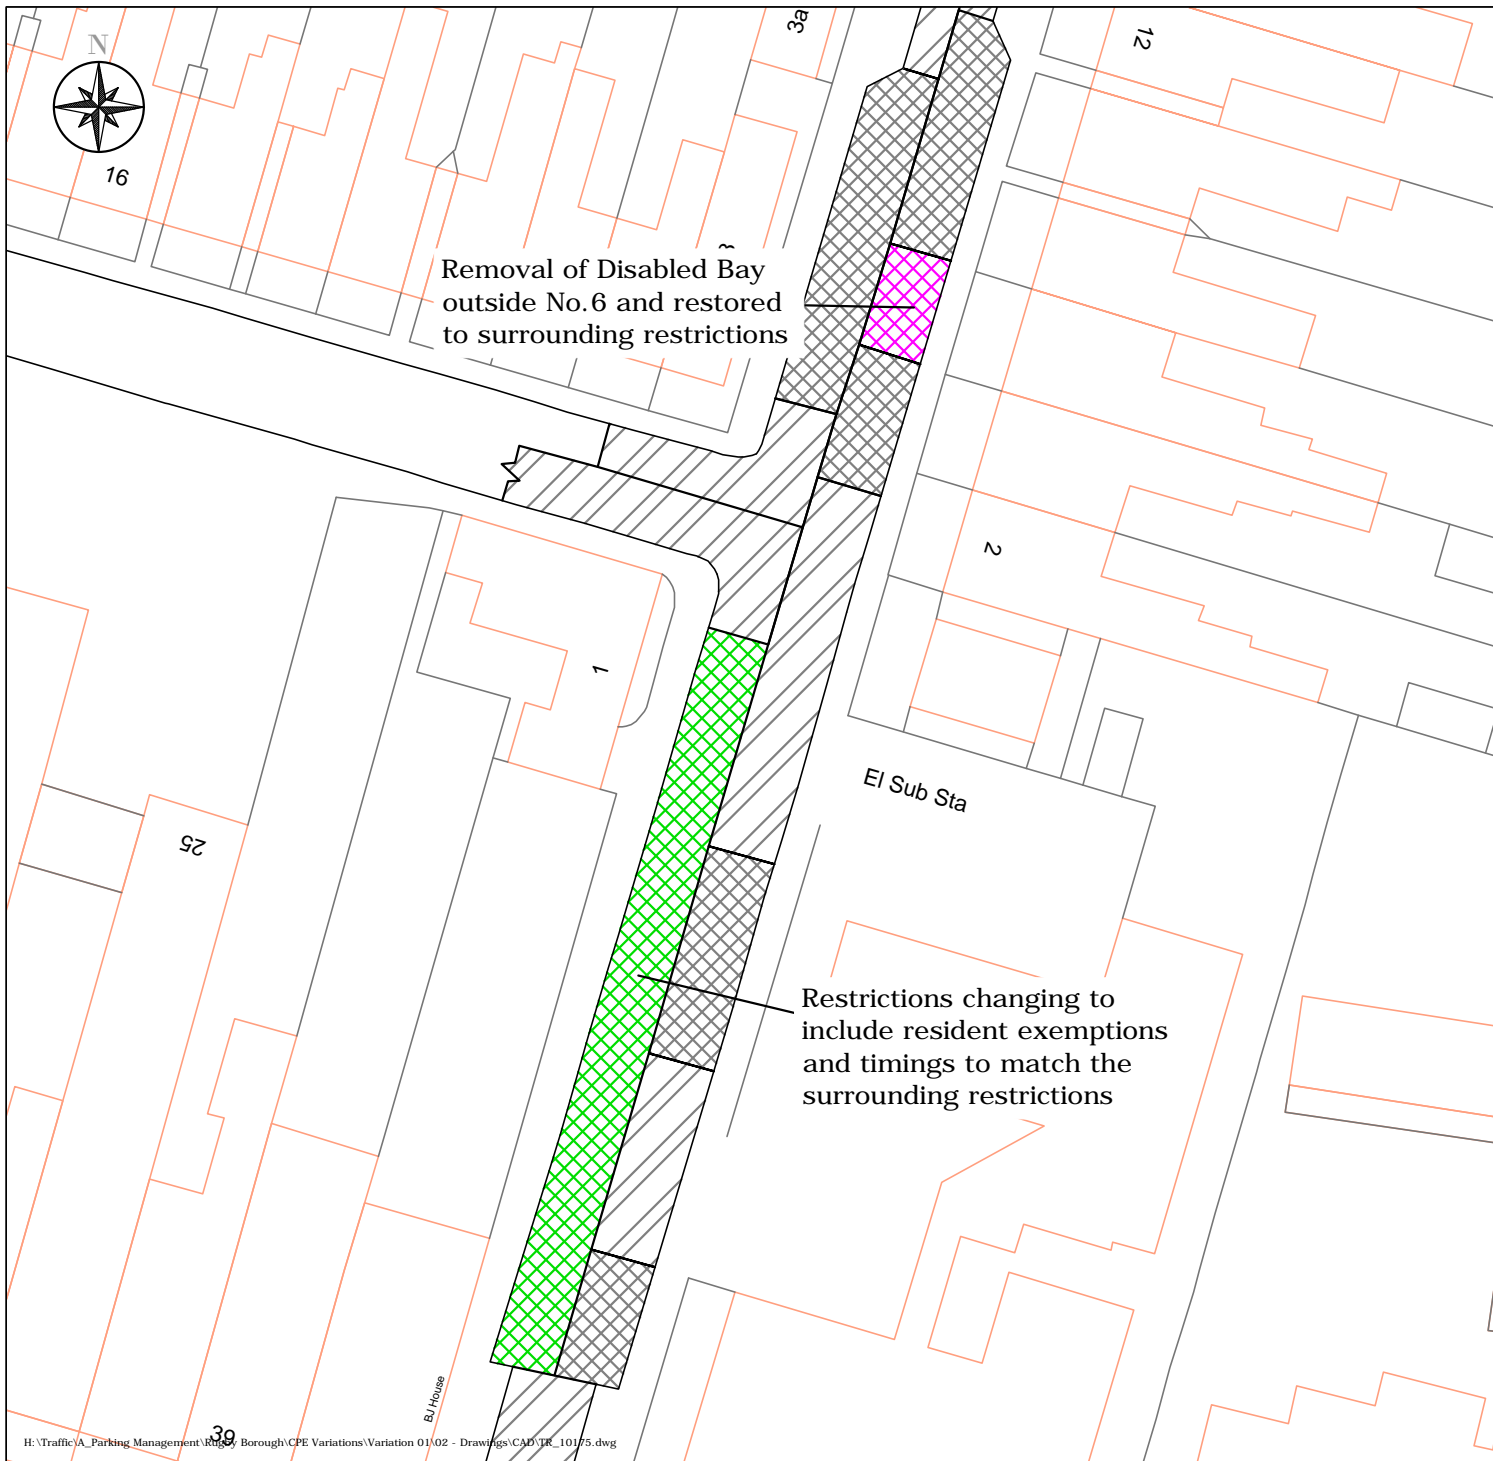 3a
12
N
16
Removal of Disabled Bay
outside No.6 and restored
to surrounding restrictions
2
1
El Sub Sta
25
Restrictions changing to
include resident exemptions
and timings to match the
surrounding restrictions
BJ House
39
H:\Traffic\A_Parking Management\Rugby Borough\CPE Variations\Variation 01\02 - Drawings\CAD\TR_10175.dwg